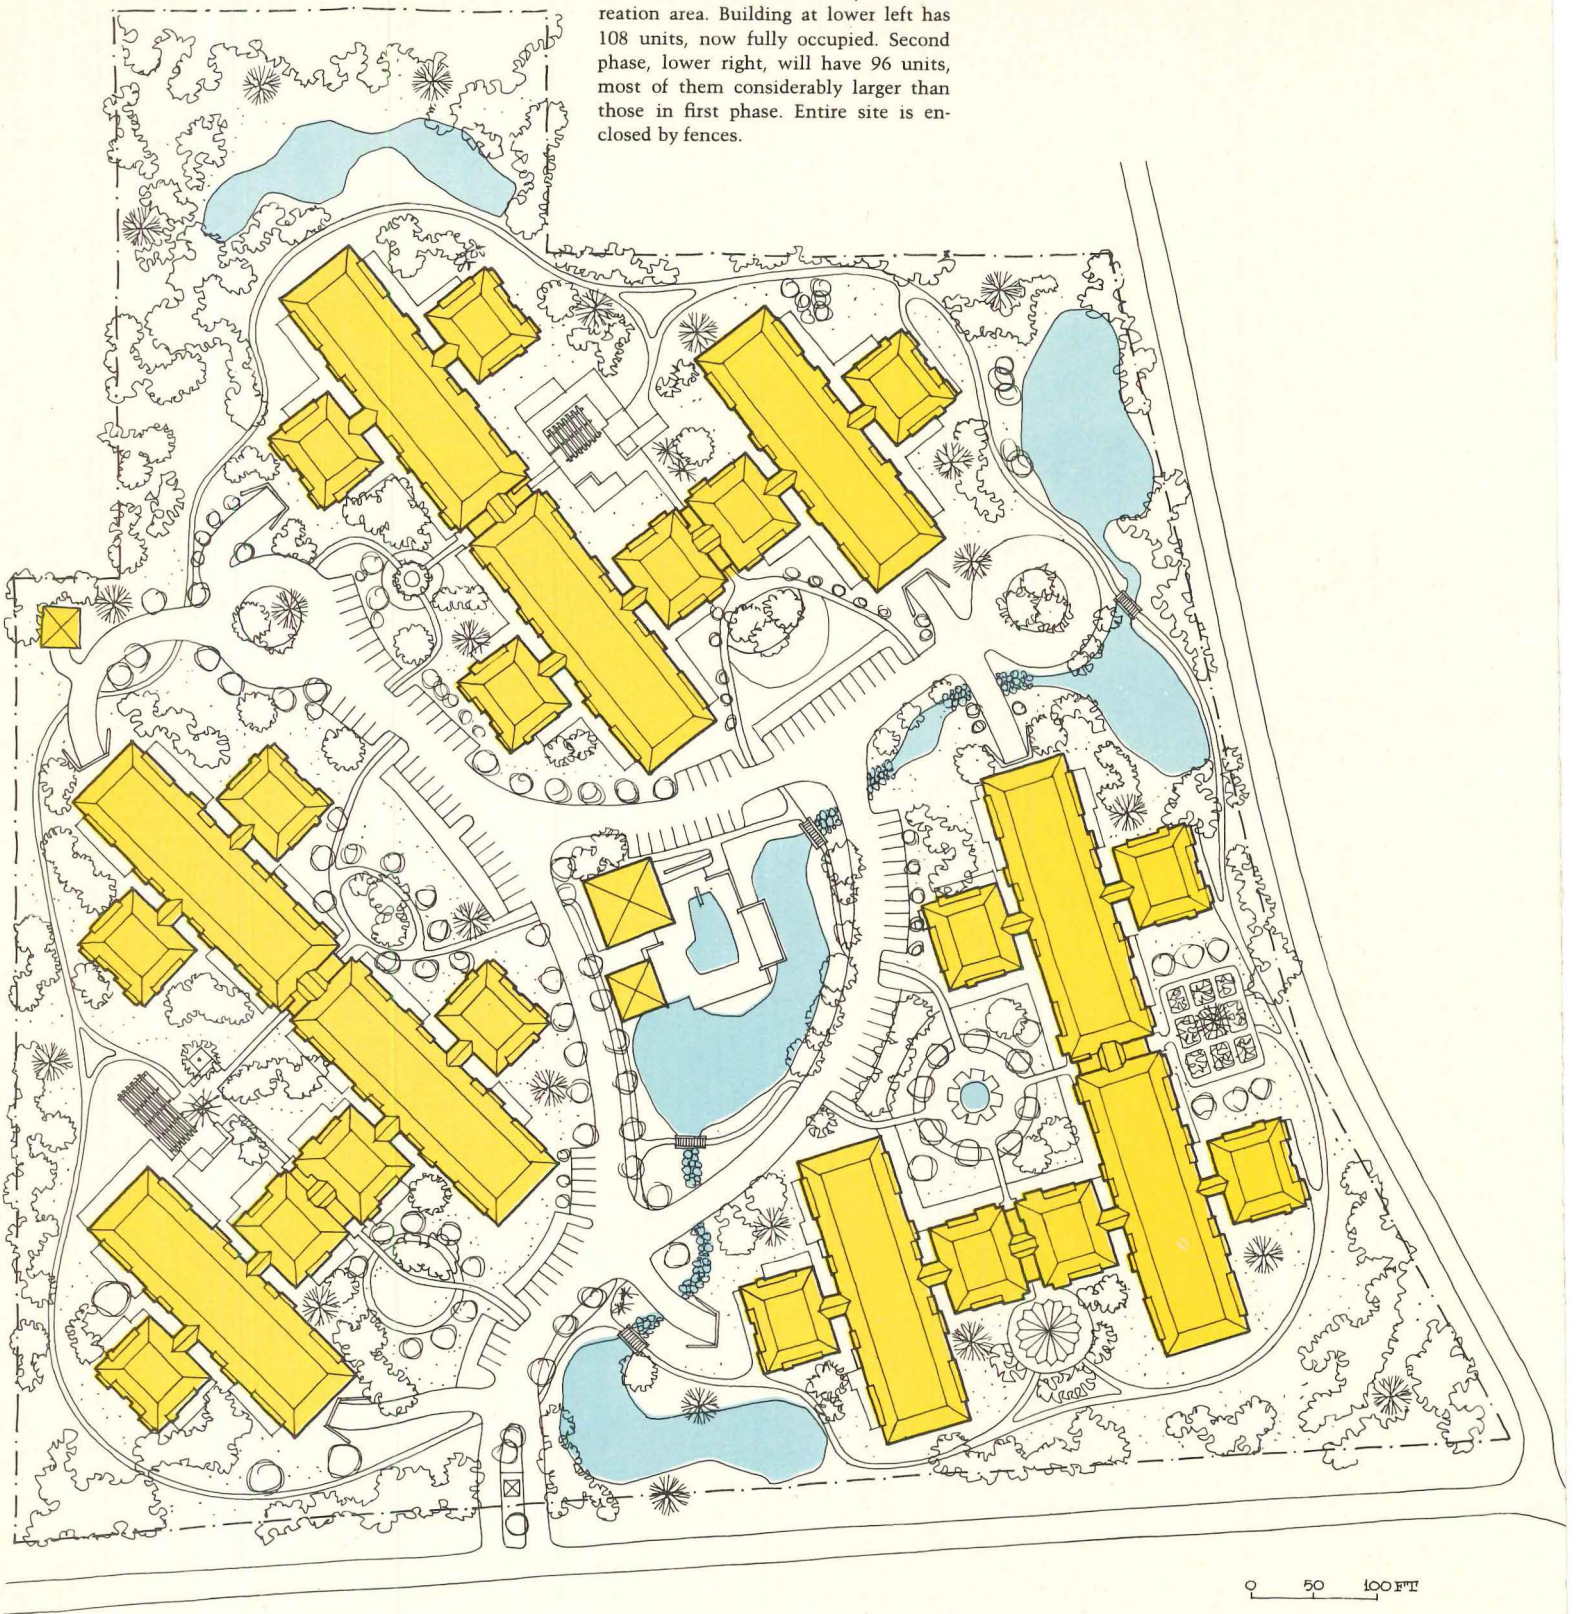 reation area. Building at lower left has
108 units, now fully occupied. Second
phase, lower right, will have 96 units,
most of them considerably larger than
those in first phase. Entire site is en-
closed by fences.
0 50 100 FT